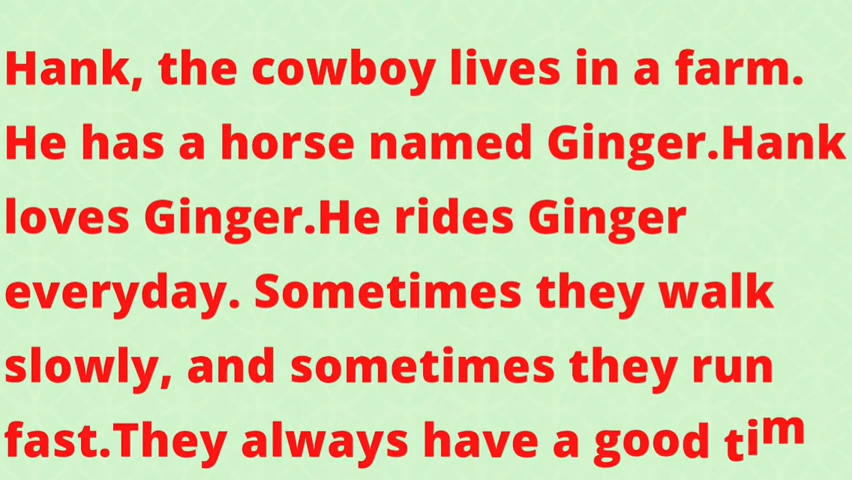 Hank, the cowboy lives in a farm.
He has a horse named Ginger.Hank
loves Ginger.He rides Ginger
everyday. Sometimes they walk
slowly, and sometimes they run
fast.They always have a good tim